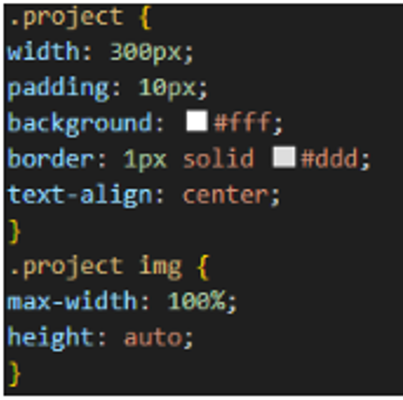 .project {
width: 300px;
padding: 10px;
background: #fff;
border: 1px solid #ddd;
text-align: center;
}
.project img {
max-width: 100%;
height: auto;
}